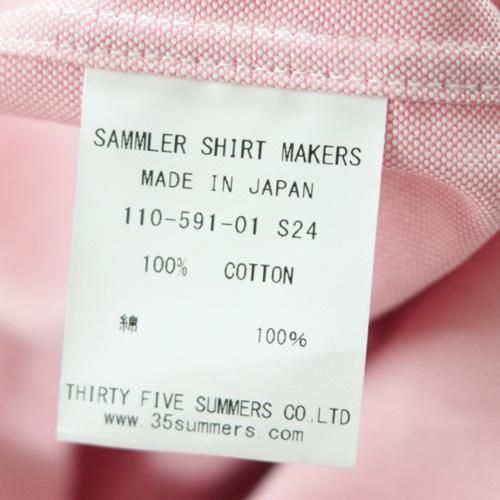 SAMMLER SHIRT MAKERS
MADE IN JAPAN
110-591-01 S24
100% COTTON
綿 100%
THIRTY FIVE SUMMERS CO.,LTD
www.35summers.com